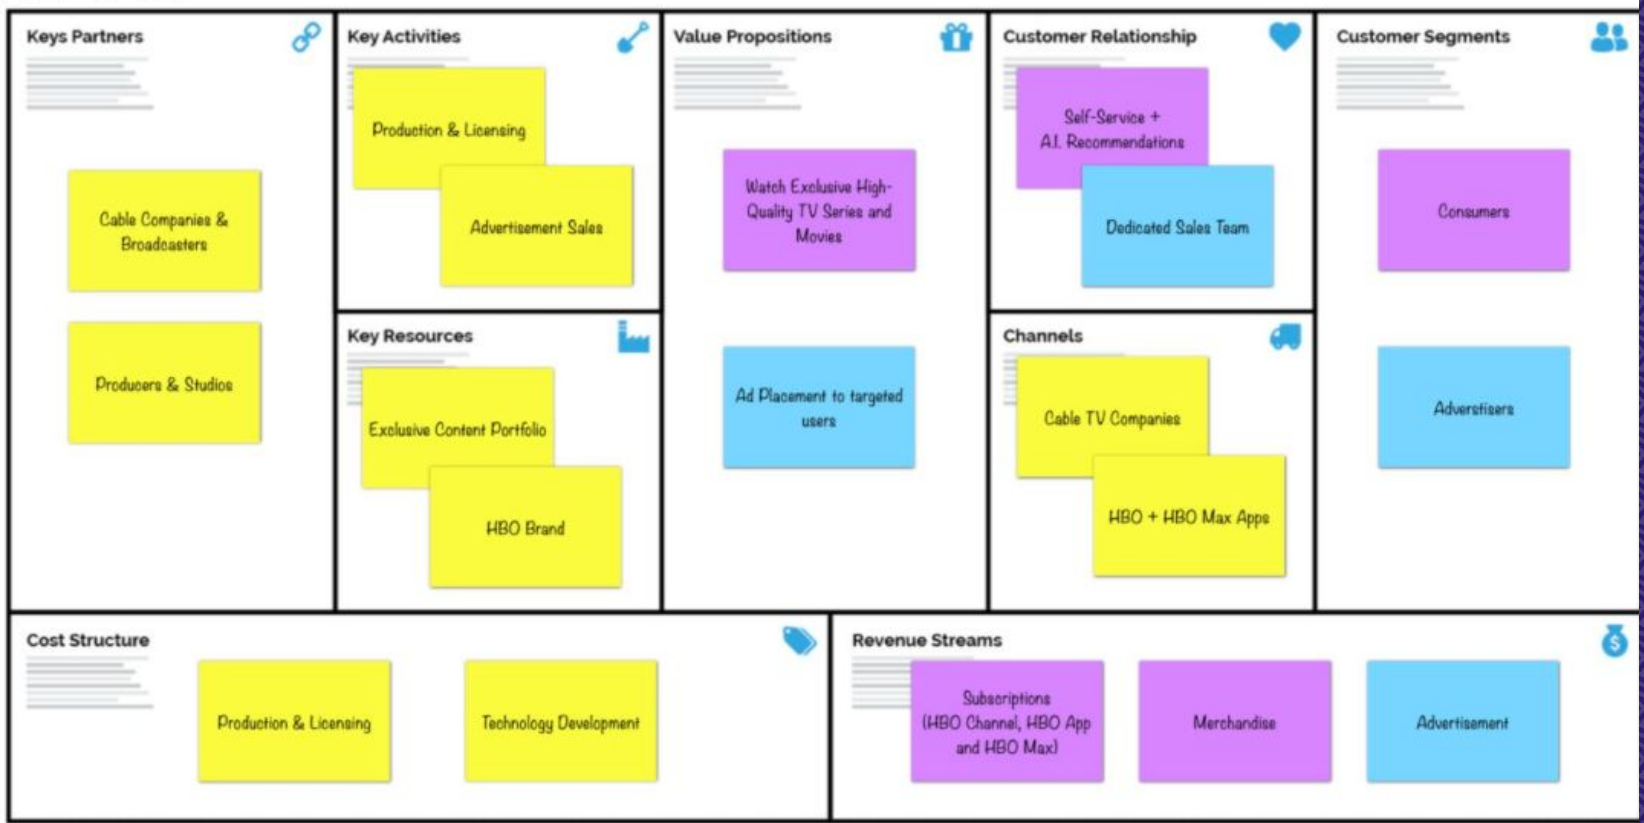 Keys Partners
Cable Companies &
Broadcasters
Producers & Studios
Key Activities
Production & Licensing
Advertisement Sales
Key Resources
Exclusive Content Portfolio
HBO Brand
Value Propositions
Watch Exclusive High-
Quality TV Series and
Movies
Ad Placement to targeted
users
Customer Relationship
Self-Service +
A.I. Recommendations
Dedicated Sales Team
Channels
Cable TV Companies
HBO + HBO Max Apps
Customer Segments
Consumers
Adverstisers
Cost Structure
Production & Licensing
Technology Development
Revenue Streams
Subscriptions
(HBO Channel, HBO App
and HBO Max)
Merchandise
Advertisement